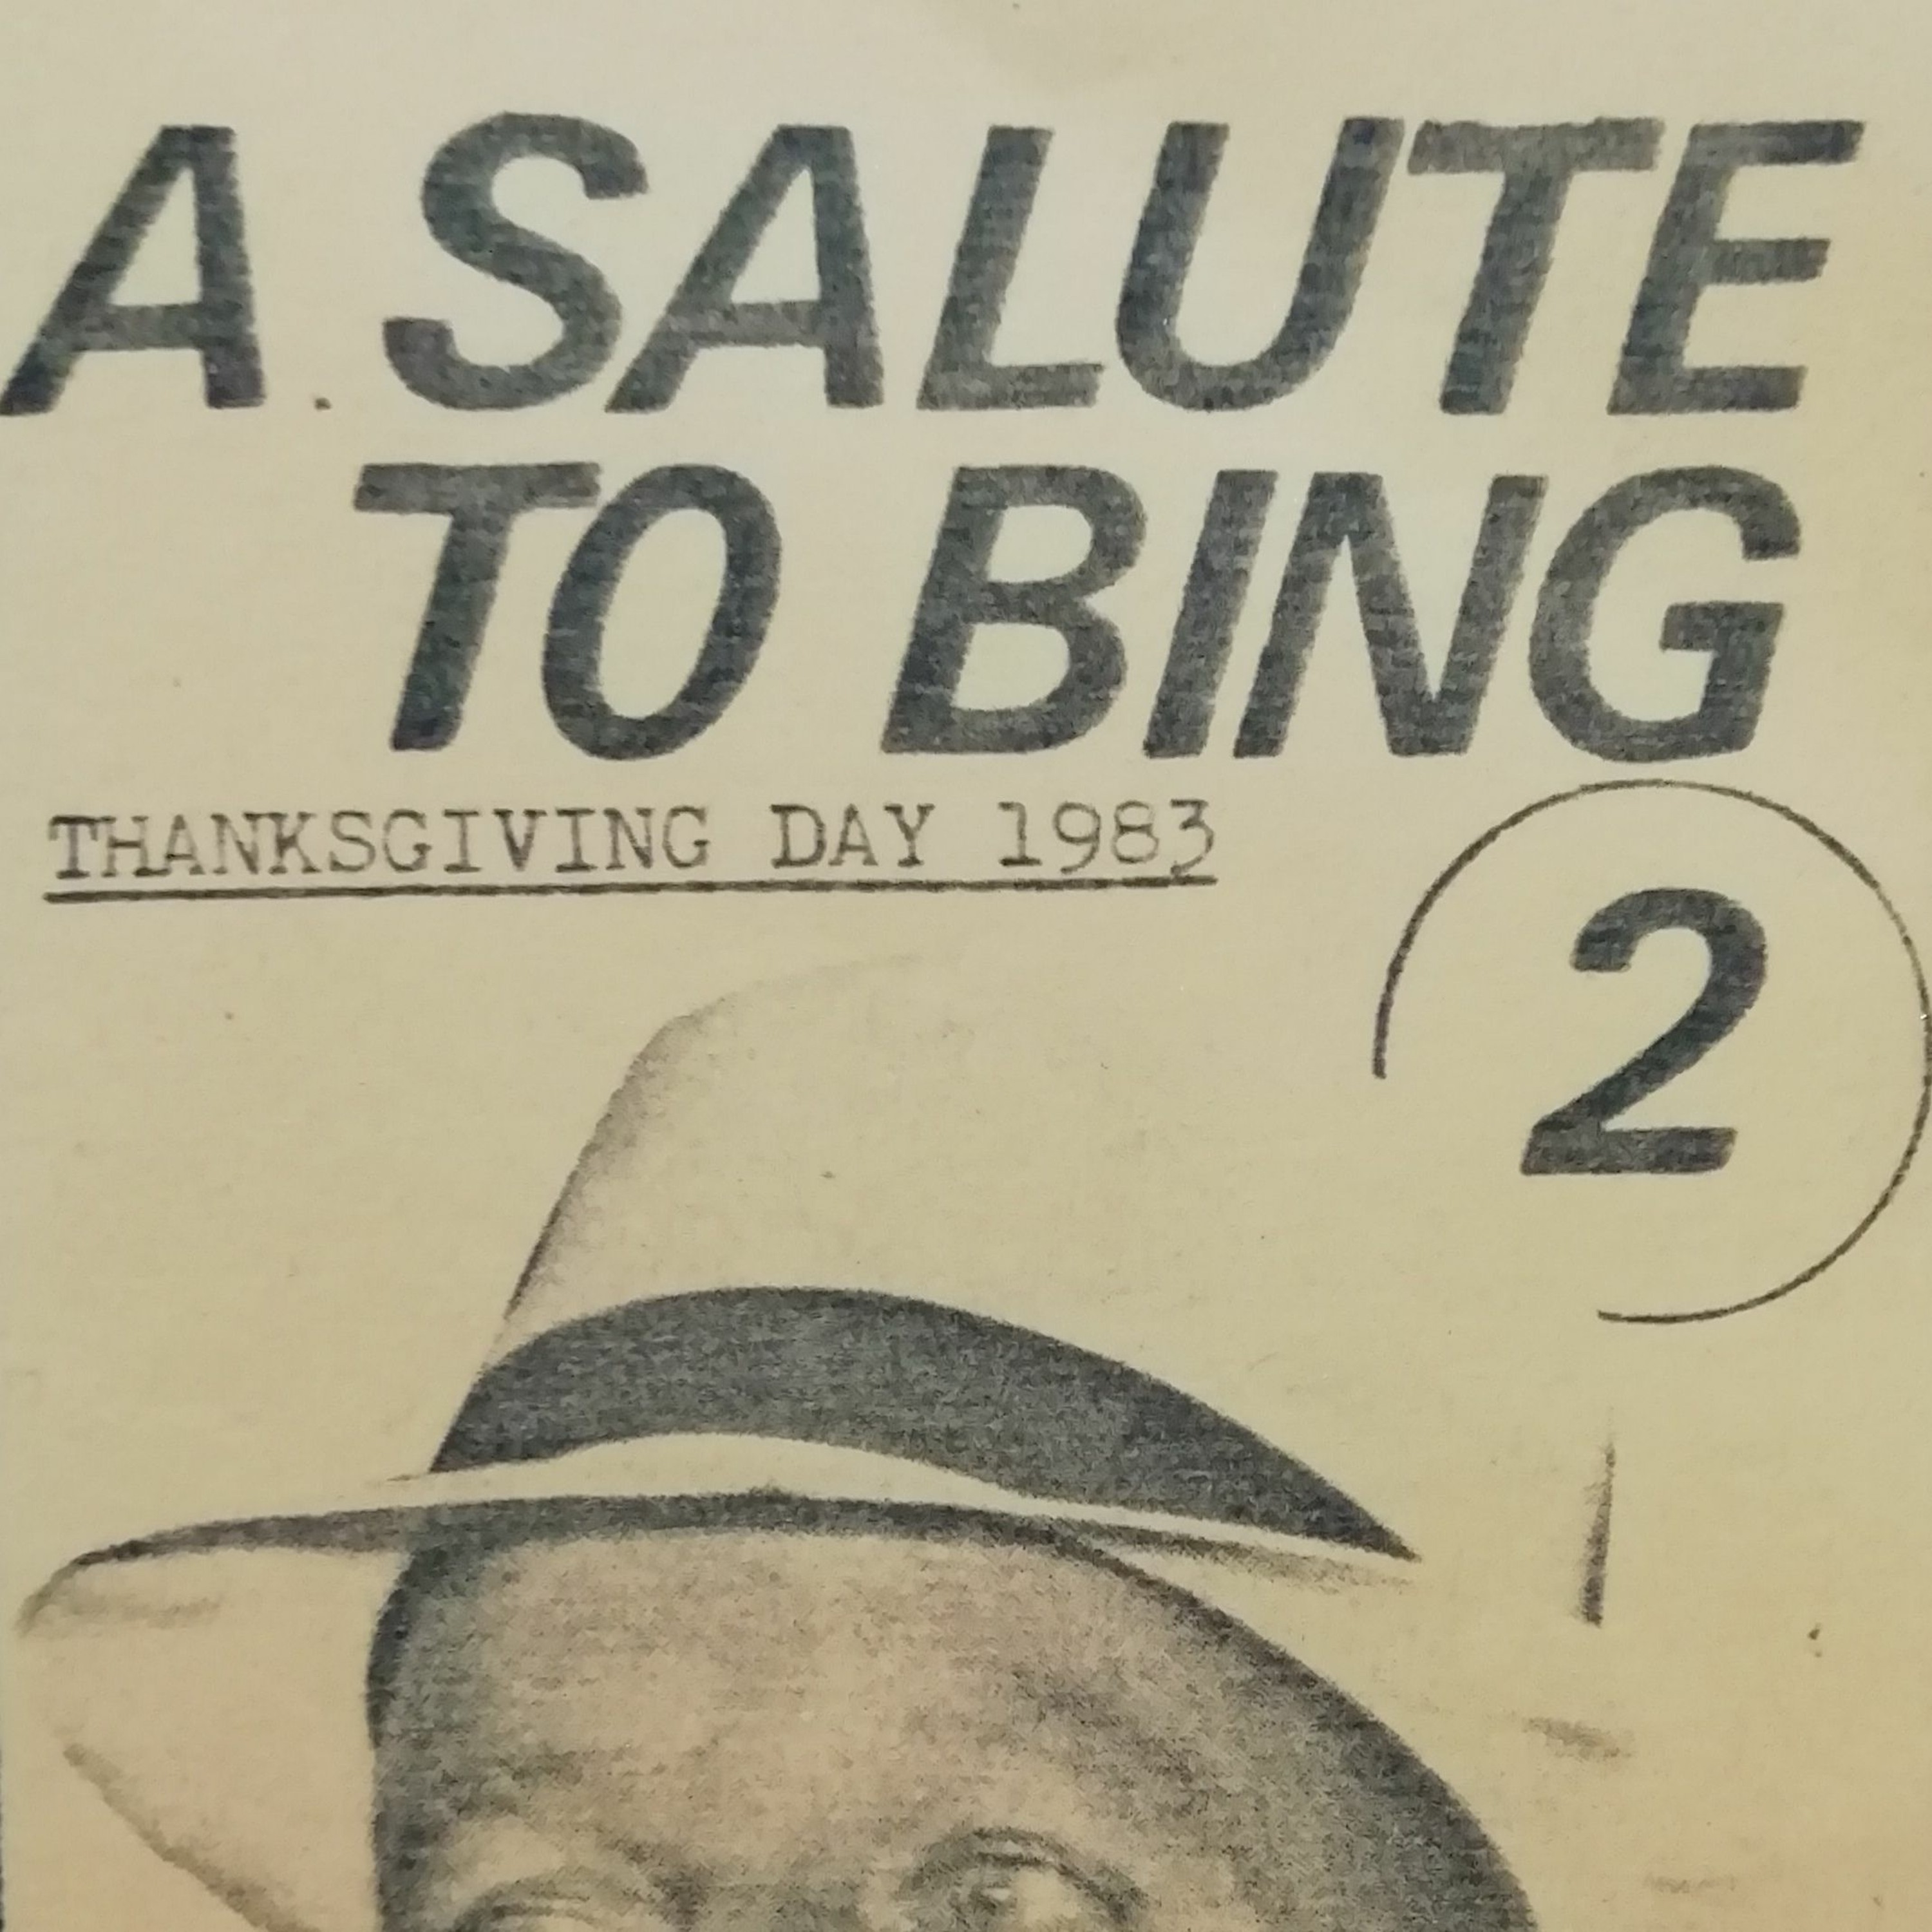 A SALUTE
TO BING
THANKSGIVING DAY 1983
2